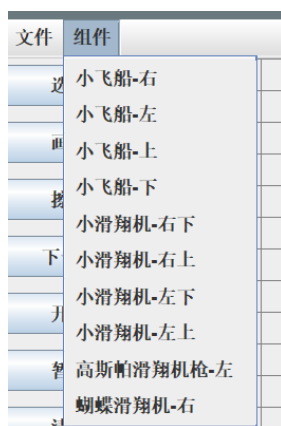 文件 组件
小飞船-右
小飞船-左
小飞船-上
小飞船-下
小滑翔机-右下
小滑翔机-右上
小滑翔机-左下
小滑翔机-左上
高斯帕滑翔机枪-左
蝴蝶滑翔机-右
选
下
开